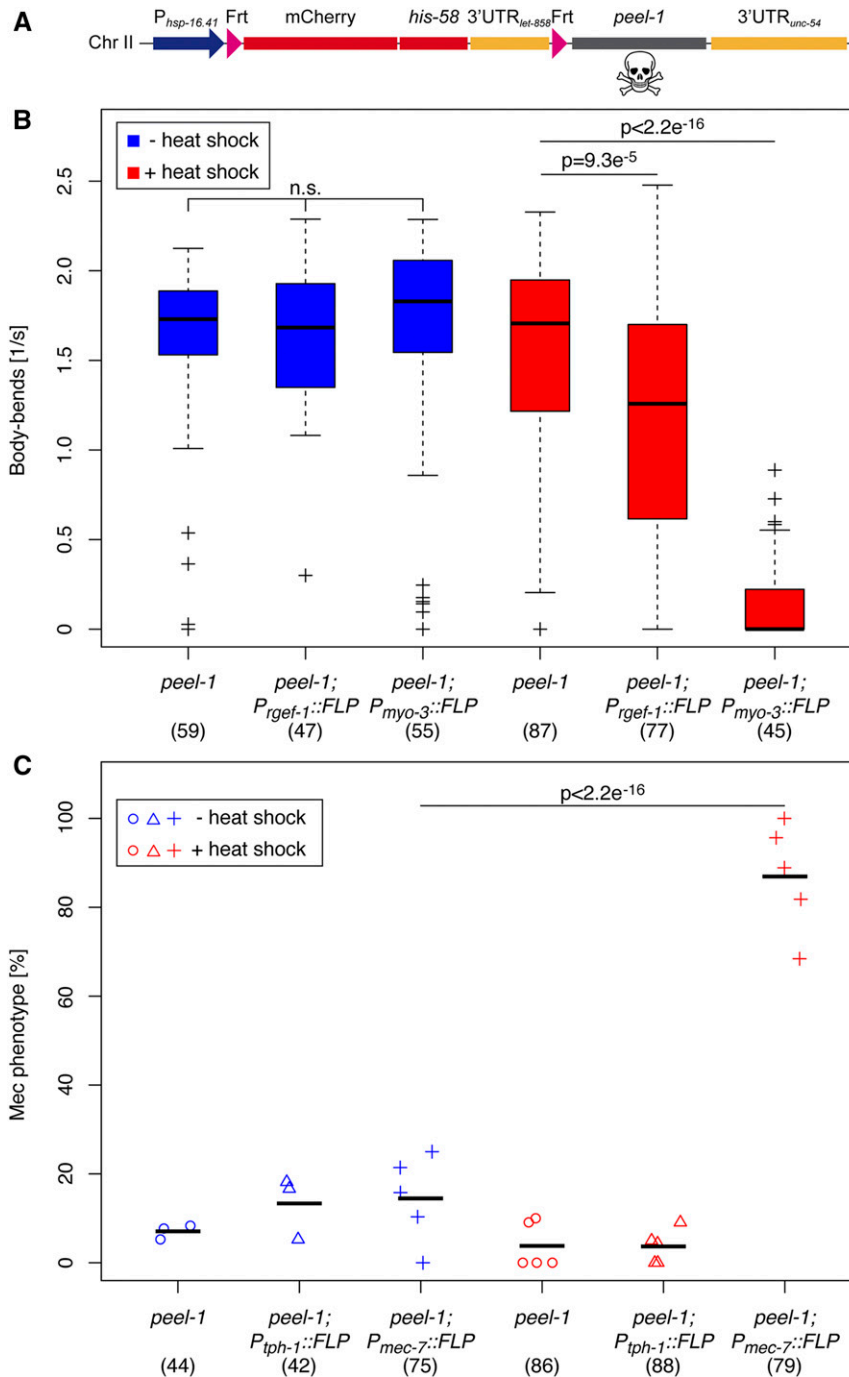 A
P hsp-16.41 Frt mCherry his-58 3'UTR let-858 Frt peel-1 3'UTR unc-54
Chr II
B
- heat shock
+ heat shock
n.s.
p<2.2e-16
p=9.3e-5
Body-bends [1/s]
2.5
2.0
1.5
1.0
0.5
0
peel-1 peel-1; peel-1; peel-1 peel-1; peel-1;
Prgef-1::FLP Pmyo-3::FLP Prgef-1::FLP Pmyo-3::FLP
(59) (47) (55) (87) (77) (45)
C
- heat shock
+ heat shock
p<2.2e-16
Mec phenotype [%]
100
80
60
40
20
0
peel-1 peel-1; peel-1; peel-1 peel-1; peel-1;
Ptph-1::FLP Pmec-7::FLP Ptph-1::FLP Pmec-7::FLP
(44) (42) (75) (86) (88) (79)